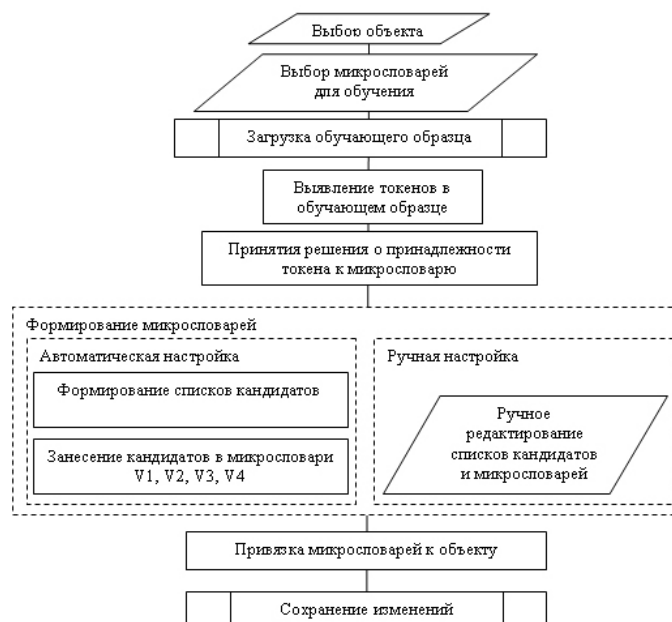 Выбою объекта
Выбор микрословарей
для обучения
Загрузка обучающего образца
Выявление токенов в
обучающем образце
Принятия решения о принадлежности
токена к микрословарю
Формирование микрословарей
Автоматическая настройка
Формирование списков кандидатов
Занесение кандидатов в микрословари
V1, V2, V3, V4
Ручная настройка
Ручное
редактирование
списков кандидатов
и микрословарей
Привязка микрословарей к объекту
Сохранение изменений